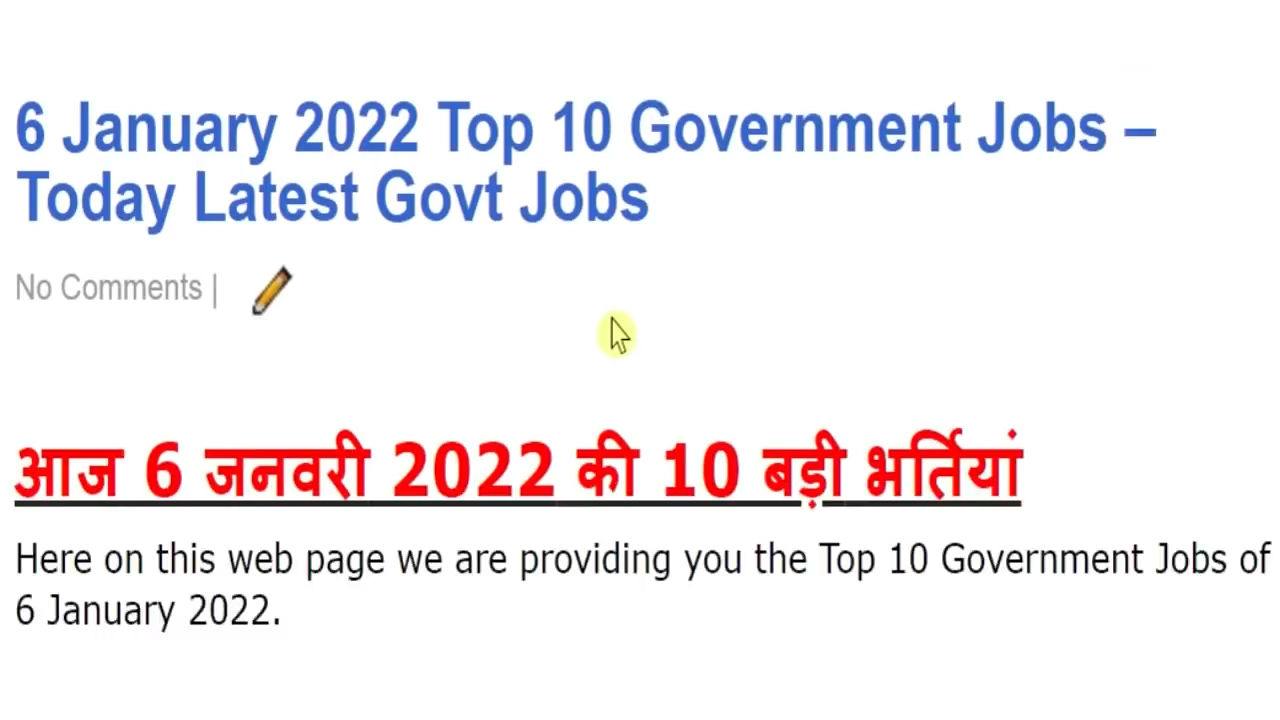 6 January 2022 Top 10 Government Jobs –
Today Latest Govt Jobs
No Comments |
आज 6 जनवरी 2022 की 10 बड़ी भर्तियां
Here on this web page we are providing you the Top 10 Government Jobs of
6 January 2022.